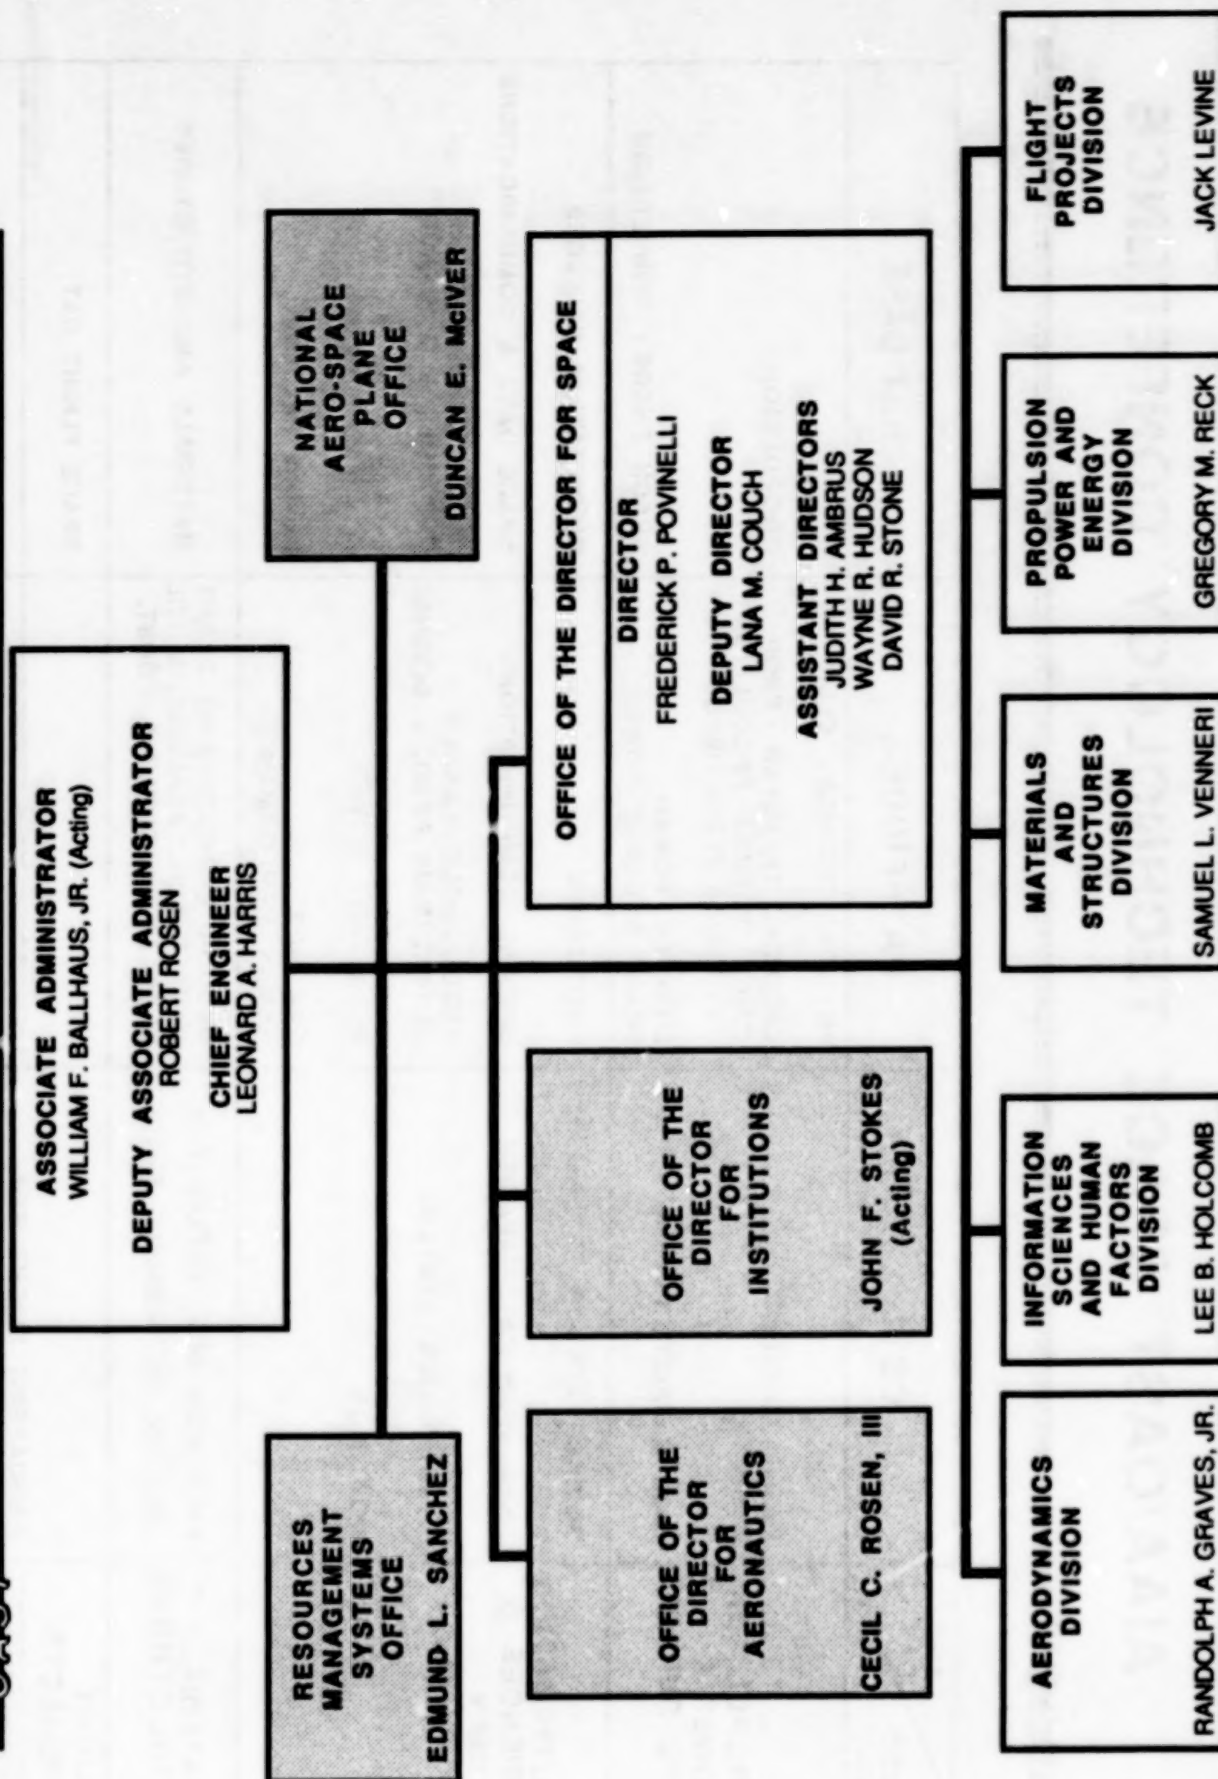 ASSOCIATE ADMINISTRATOR
WILLIAM F. BALLHAUS, JR. (Acting)
DEPUTY ASSOCIATE ADMINISTRATOR
ROBERT ROSEN
CHIEF ENGINEER
LEONARD A. HARRIS
RESOURCES
MANAGEMENT
SYSTEMS
OFFICE
EDMUND L. SANCHEZ
NATIONAL
AERO-SPACE
PLANE
OFFICE
DUNCAN E. McIVER
OFFICE OF THE
DIRECTOR
FOR
AERONAUTICS
CECIL C. ROSEN, III
OFFICE OF THE
DIRECTOR
FOR
INSTITUTIONS
JOHN F. STOKES
(Acting)
OFFICE OF THE DIRECTOR FOR SPACE
DIRECTOR
FREDERICK P. POVINELLI
DEPUTY DIRECTOR
LANA M. COUCH
ASSISTANT DIRECTORS
JUDITH H. AMBRUS
WAYNE R. HUDSON
DAVID R. STONE
AERODYNAMICS
DIVISION
RANDOLPH A. GRAVES, JR.
INFORMATION
SCIENCES
AND HUMAN
FACTORS
DIVISION
LEE B. HOLCOMB
MATERIALS
AND
STRUCTURES
DIVISION
SAMUEL L. VENNERI
PROPULSION
POWER AND
ENERGY
DIVISION
GREGORY M. RECK
FLIGHT
PROJECTS
DIVISION
JACK LEVINE